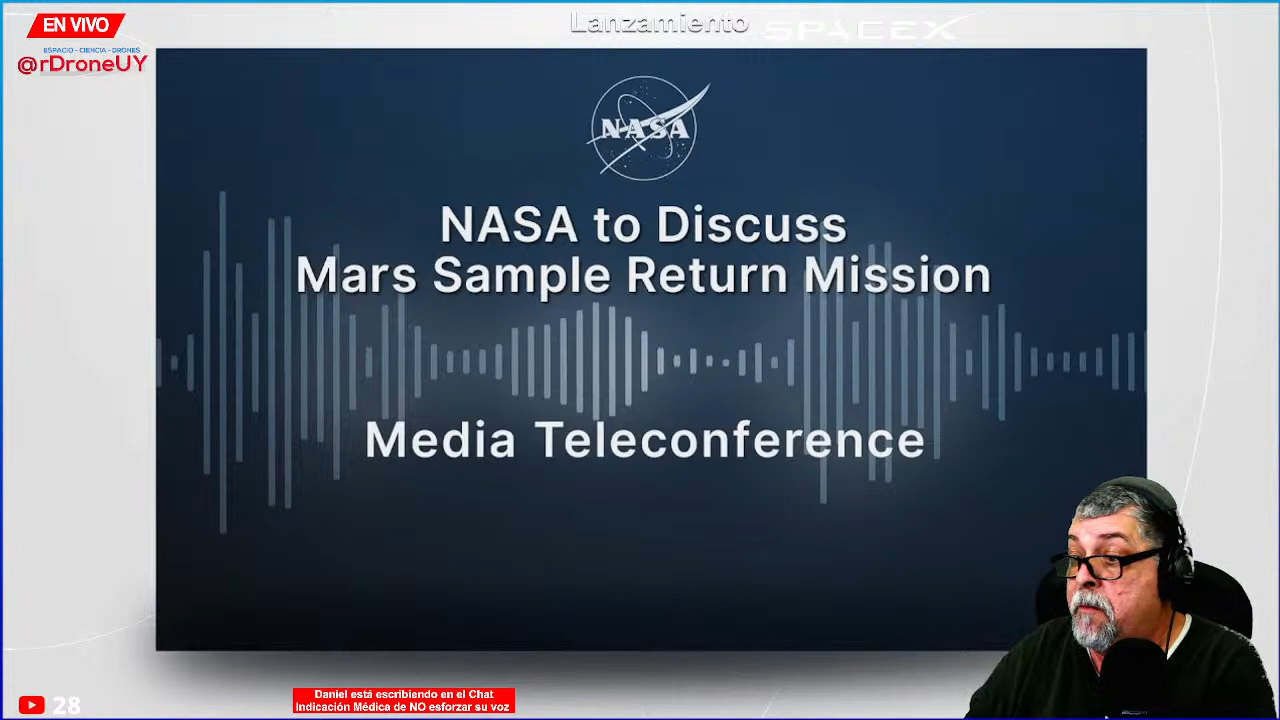 EN VIVO
ESPACIO - CIENCIA - DRONES
@rDroneUY
Lanzamiento
SPACEX
NASA
NASA to Discuss
Mars Sample Return Mission
Media Teleconference
28
Daniel está escribiendo en el Chat
Indicación Médica de NO esforzar su voz